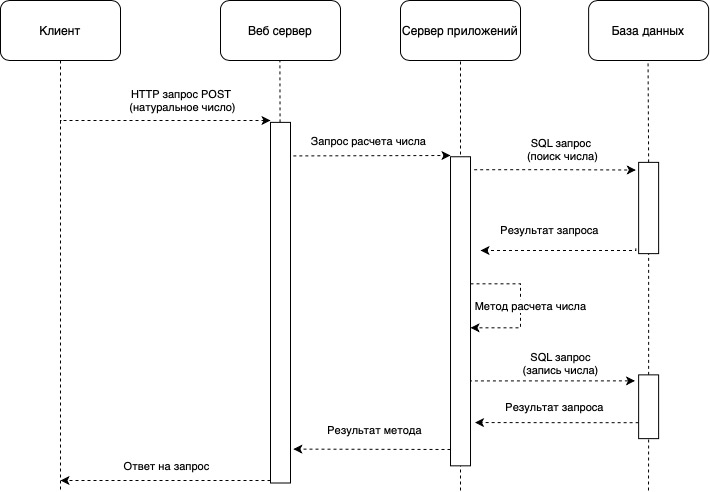 Клиент
Веб сервер
Сервер приложений
База данных
HTTP запрос POST
(натуральное число)
Запрос расчета числа
SQL запрос
(поиск числа)
Результат запроса
Метод расчета числа
SQL запрос
(запись числа)
Результат запроса
Результат метода
Ответ на запрос